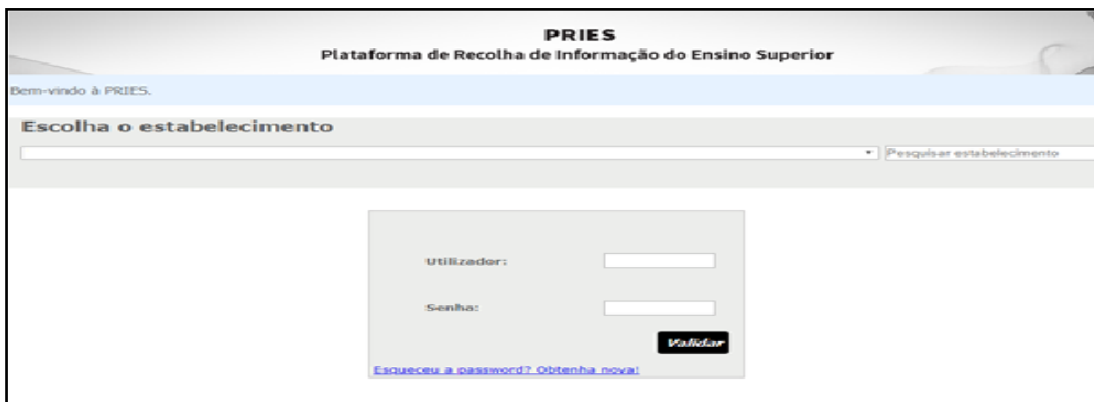 PRIES
Plataforma de Recolha de Informação do Ensino Superior
Bem-vindo à PRIES.
Escolha o estabelecimento
Pesquisar estabelecimento
Utilizador:
Senha:
Validar
Esqueceu a password? Obtenha nova!